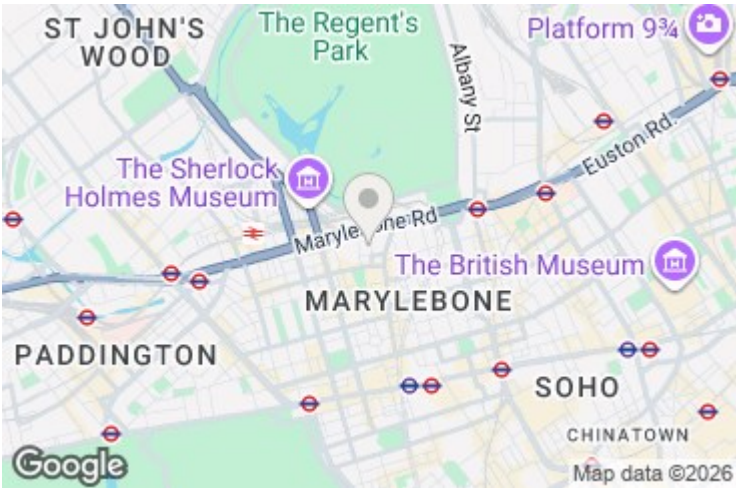 ST JOHN'S
WOOD
The Regent's
Park
Platform 9¾
Albany St
Euston Rd.
The Sherlock
Holmes Museum
Marylebone Rd
The British Museum
MARYLEBONE
PADDINGTON
SOHO
CHINATOWN
Google
Map data ©2026